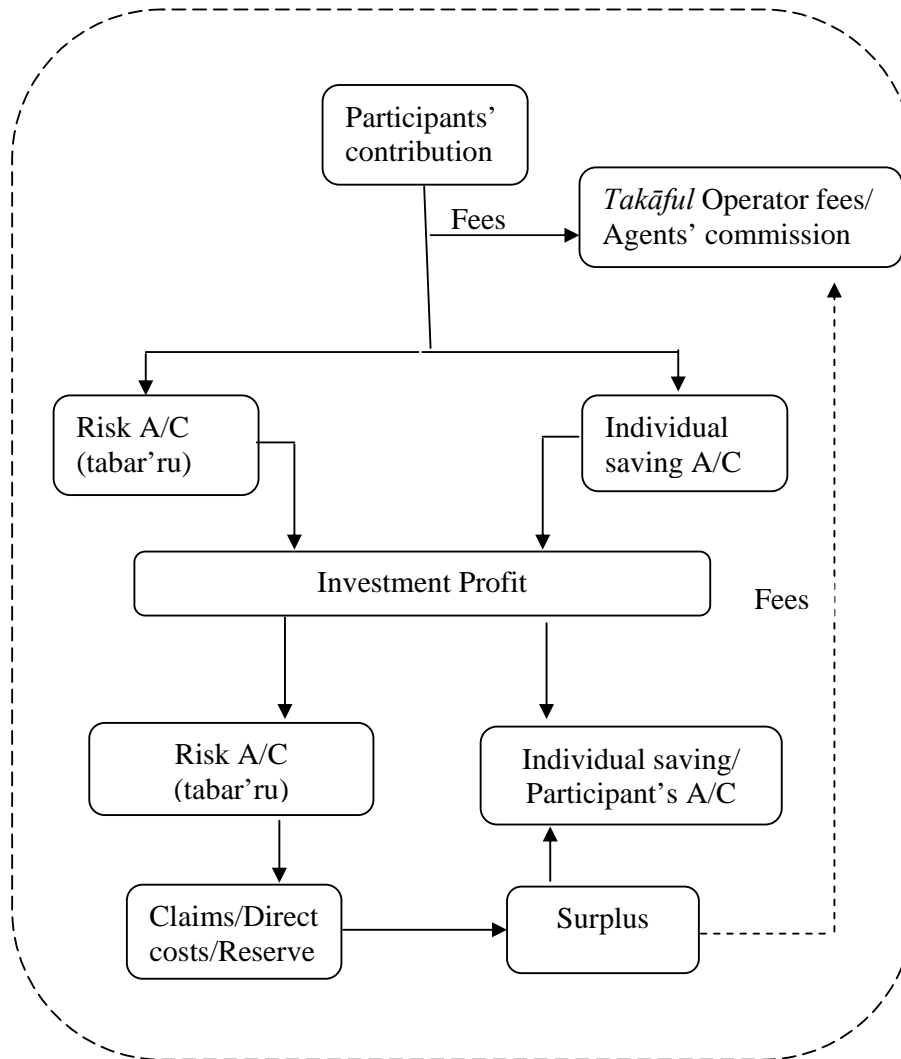 Participants’
contribution
Fees
Takāful Operator fees/
Agents’ commission
Risk A/C
(tabar’ru)
Individual
saving A/C
Investment Profit
Fees
Risk A/C
(tabar’ru)
Individual saving/
Participant’s A/C
Claims/Direct
costs/Reserve
Surplus